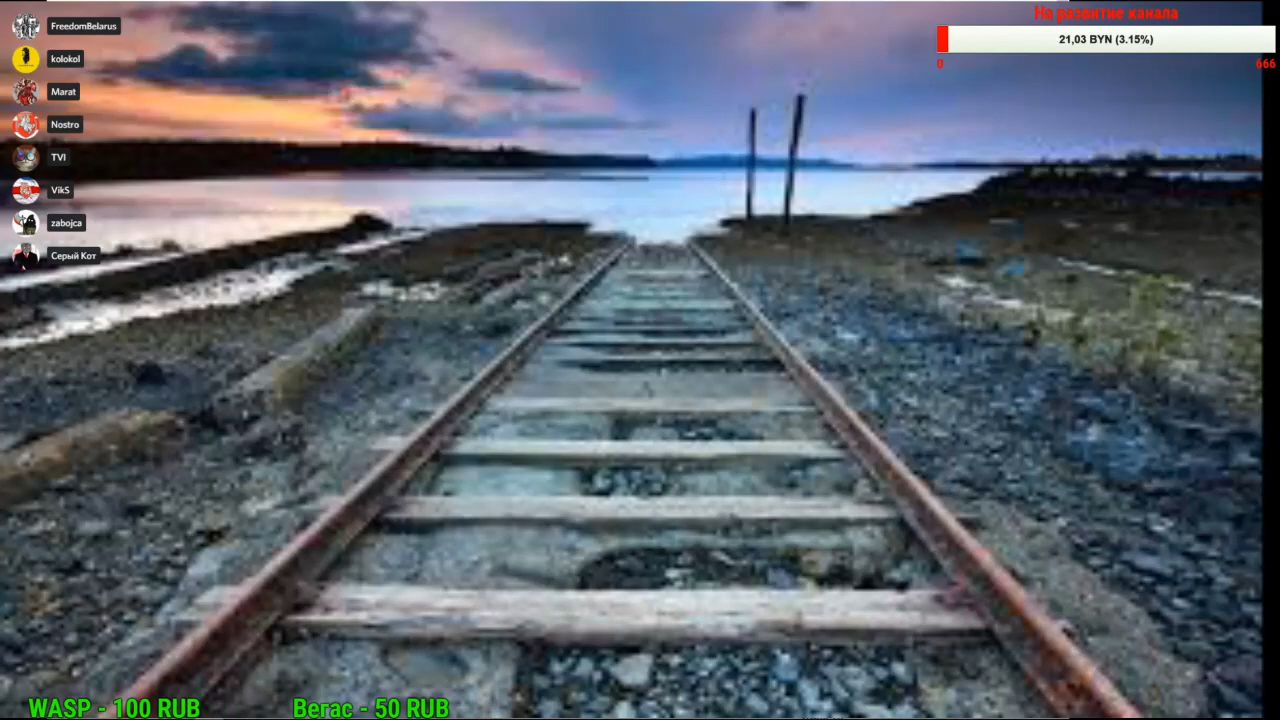 FreedomBelarus
kolokol
Marat
Nostro
TVI
VikS
zabojca
Серый Кот
На развитие канала
21,03 BYN (3.15%)
0
666
WASP - 100 RUB
Вегас - 50 RUB